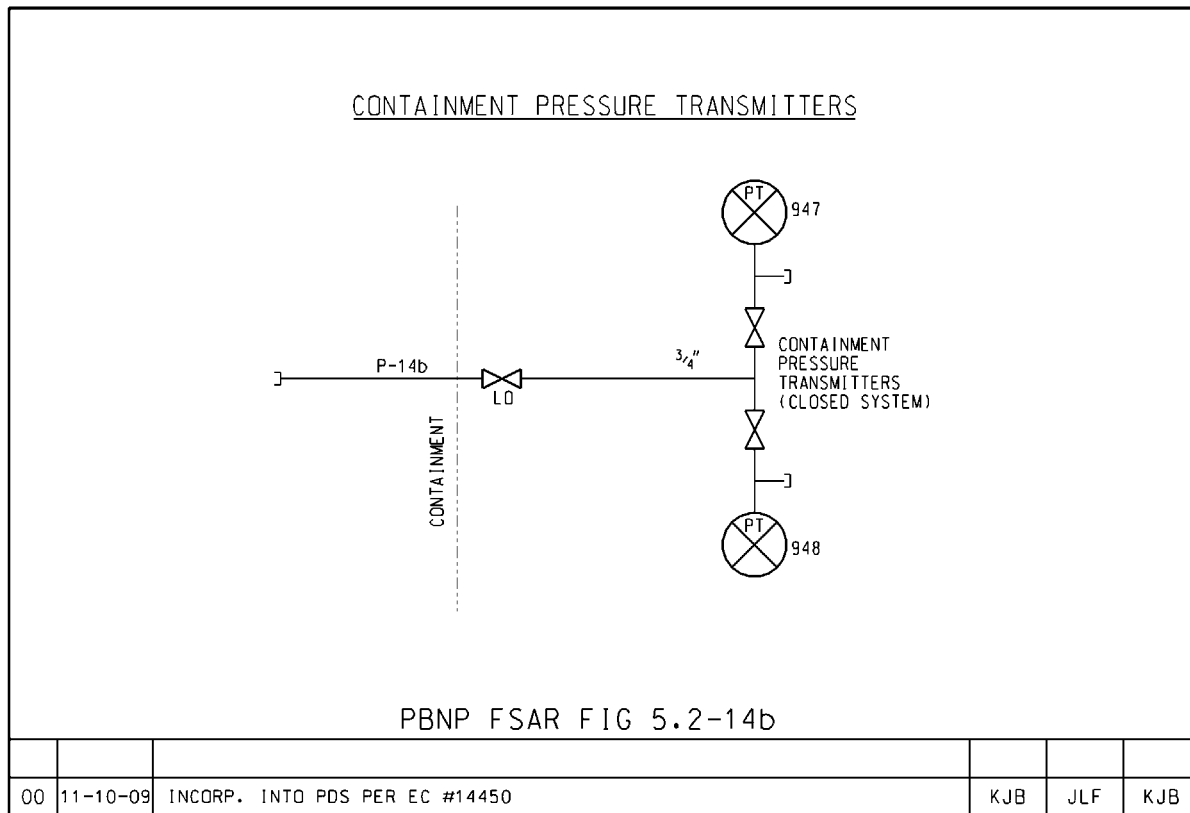 CONTAINMENT PRESSURE TRANSMITTERS
PT
947
P-14b
3/4"
LO
CONTAINMENT
PRESSURE
TRANSMITTERS
(CLOSED SYSTEM)
CONTAINMENT
PT
948
PBNP FSAR FIG 5.2-14b
00 11-10-09 INCORP. INTO PDS PER EC #14450 KJB JLF KJB